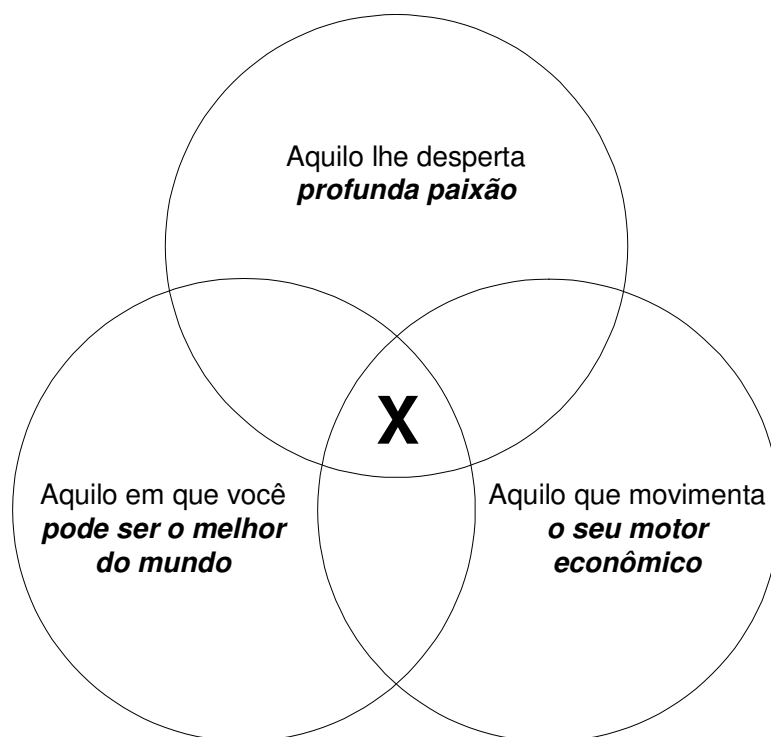 Aquilo lhe desperta
profunda paixão
X
Aquilo em que você
pode ser o melhor
do mundo
Aquilo que movimenta
o seu motor
econômico